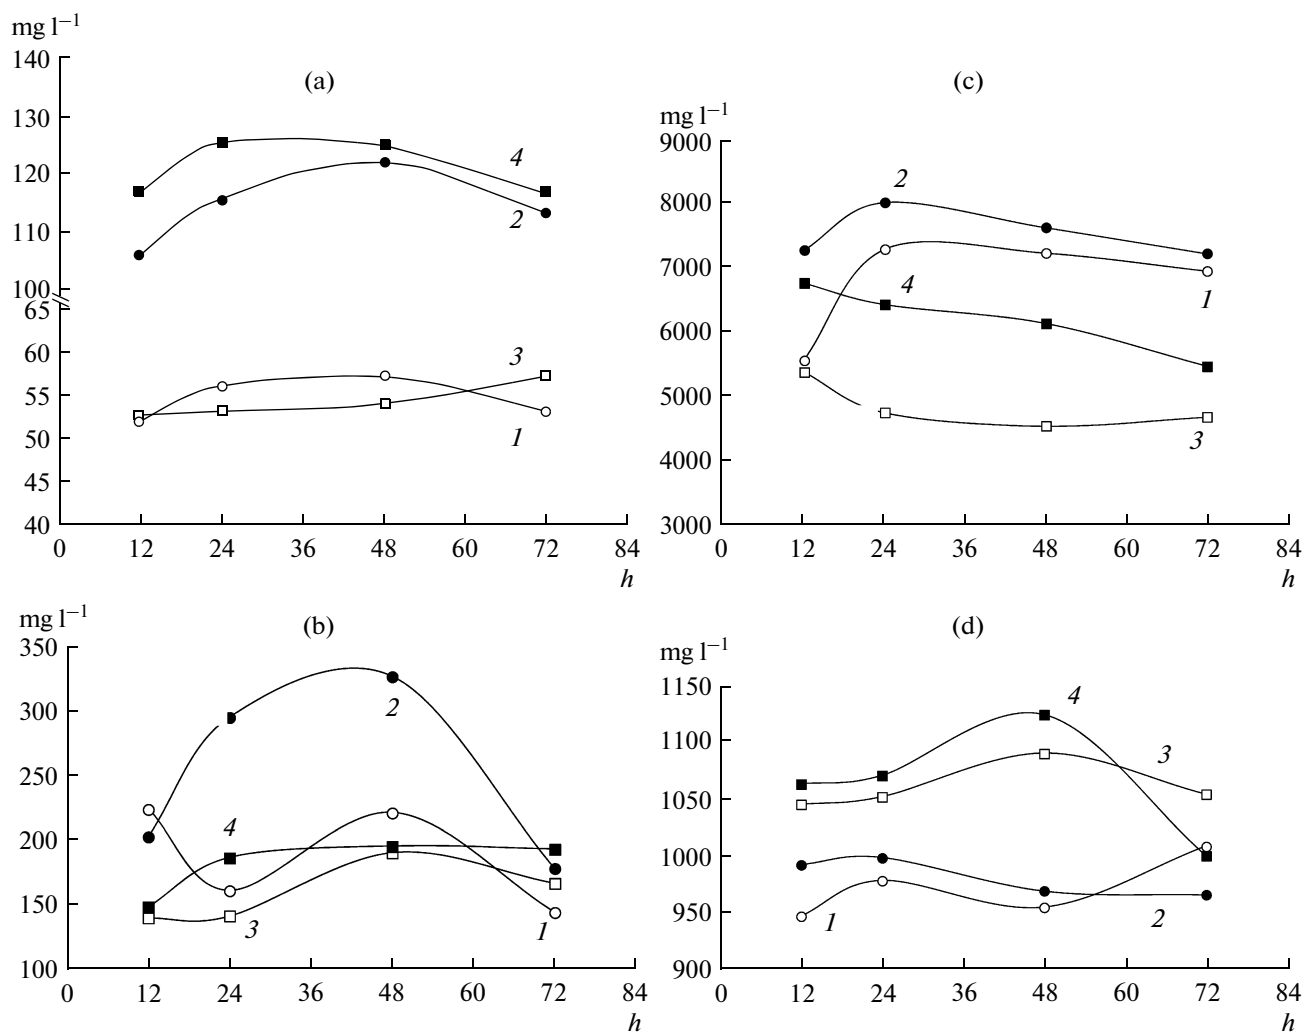 mg l⁻¹
(a)
140
130
120
110
100
65
60
55
50
45
40
4
2
3
1
0 12 24 36 48 60 72 84
h
(c)
mg l⁻¹
9000
8000
7000
6000
5000
4000
3000
2
4
1
3
0 12 24 36 48 60 72 84
h
mg l⁻¹
(b)
350
300
250
200
150
100
2
4
3
1
0 12 24 36 48 60 72 84
h
(d)
mg l⁻¹
1150
1100
1050
1000
950
900
4
3
1
2
0 12 24 36 48 60 72 84
h